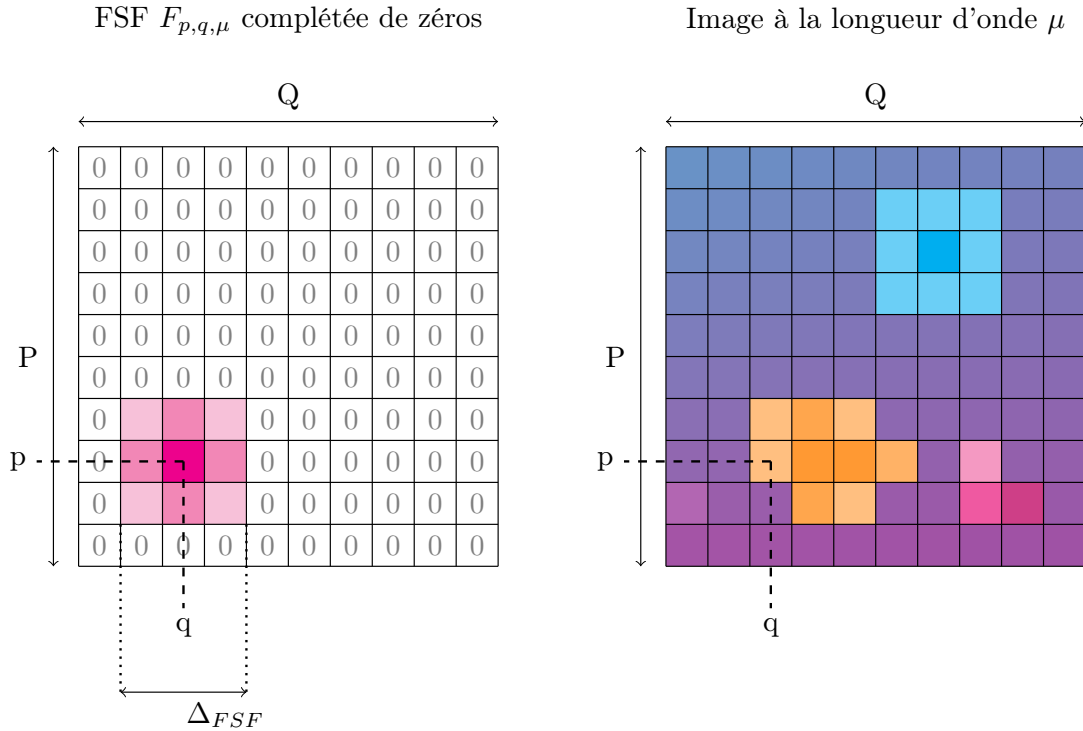 FSF $F_{p,q,\mu}$ complétée de zéros
Image à la longueur d'onde μ
Q
Q
0 0 0 0 0 0 0 0 0 0
0 0 0 0 0 0 0 0 0 0
0 0 0 0 0 0 0 0 0 0
0 0 0 0 0 0 0 0 0 0
0 0 0 0 0 0 0 0 0 0
P
P
0 0 0 0 0 0 0 0 0 0
0 0 0 0 0 0 0
p
0 0 0 0 0 0 0
p
0 0 0 0 0 0 0
0 0 0 0 0 0 0 0 0 0
q
q
$\Delta_{FSF}$